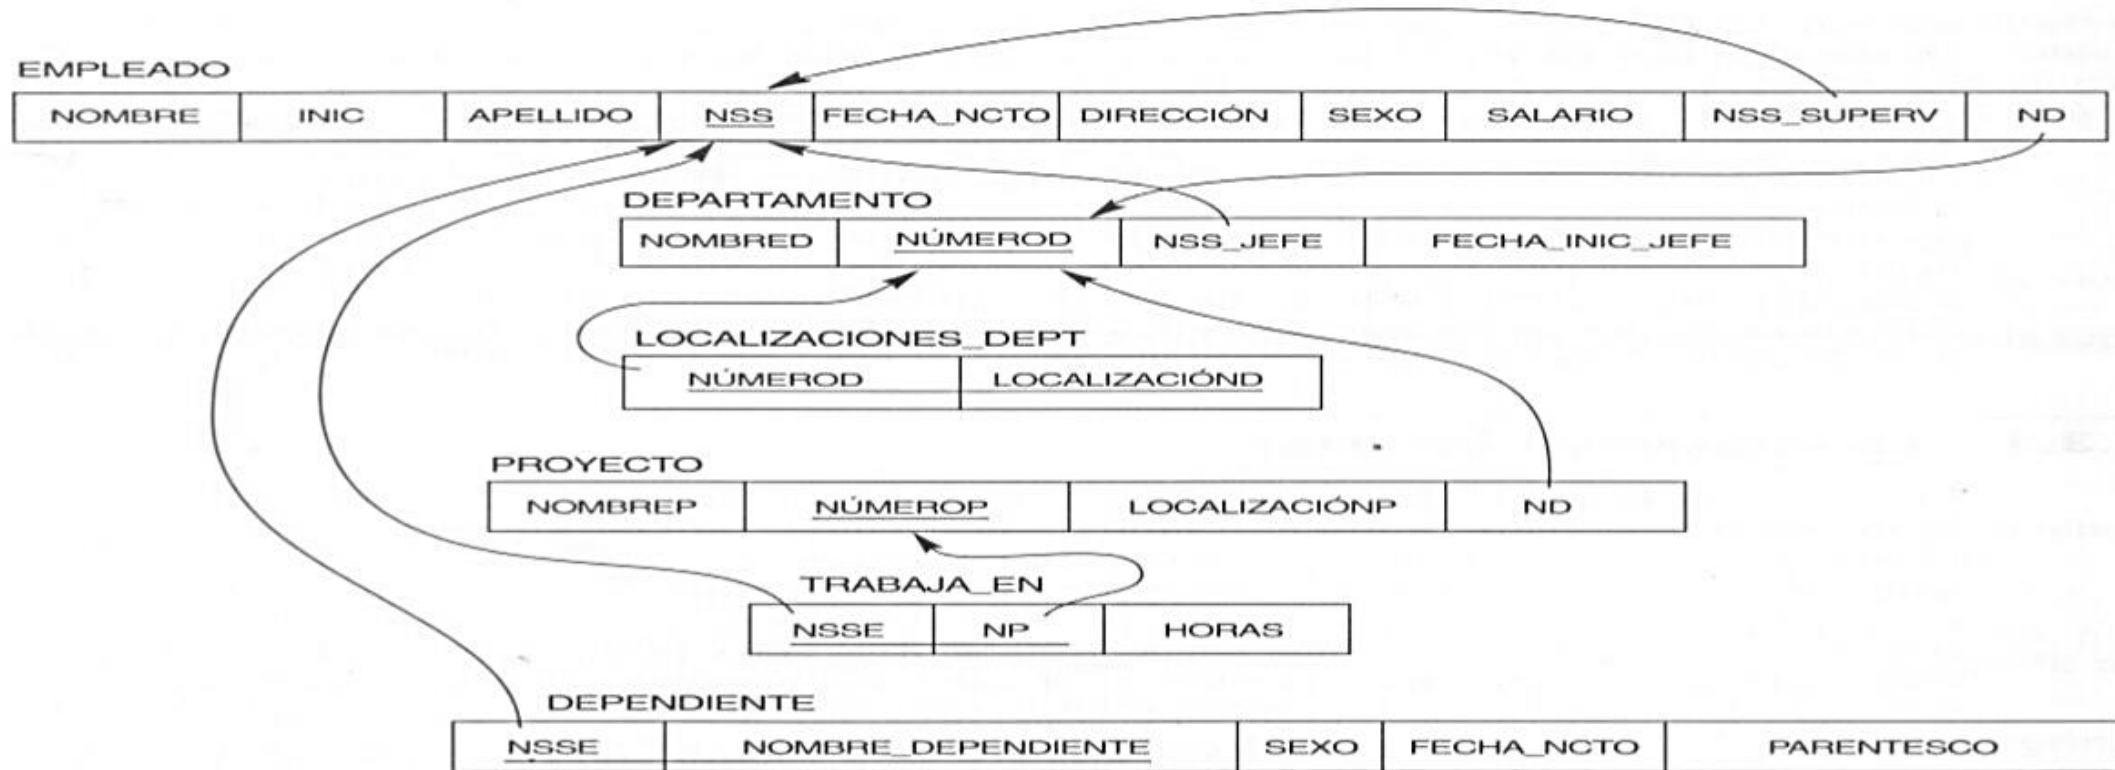 EMPLEADO
NOMBRE INIC APELLIDO NSS FECHA_NCTO DIRECCIÓN SEXO SALARIO NSS_SUPERV ND
DEPARTAMENTO
NOMBRED NÚMEROD NSS_JEFE FECHA_INIC_JEFE
LOCALIZACIONES_DEPT
NÚMEROD LOCALIZACIÓND
PROYECTO
NOMBREP NÚMEROP LOCALIZACIÓNP ND
TRABAJA_EN
NSSE NP HORAS
DEPENDIENTE
NSSE NOMBRE_DEPENDIENTE SEXO FECHA_NCTO PARENTESCO